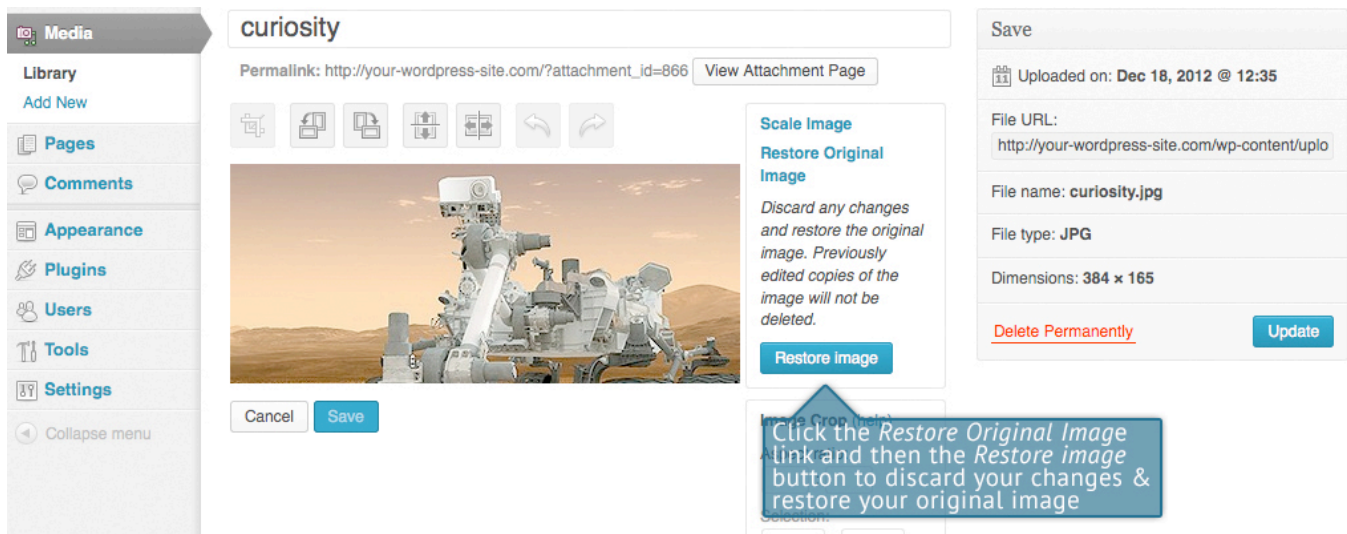 Media
Library
Add New
Pages
Comments
Appearance
Plugins
Users
Tools
Settings
Collapse menu
curiosity
Permalink: http://your-wordpress-site.com/?attachment_id=866 View Attachment Page
Scale Image
Restore Original
Image
Discard any changes
and restore the original
image. Previously
edited copies of the
image will not be
deleted.
Restore image
Cancel Save
Image Crop (help)
Click the Restore Original Image
link and then the Restore image
button to discard your changes &
restore your original image
Selection:
Save
11 Uploaded on: Dec 18, 2012 @ 12:35
File URL:
http://your-wordpress-site.com/wp-content/uplo
File name: curiosity.jpg
File type: JPG
Dimensions: 384 × 165
Delete Permanently Update